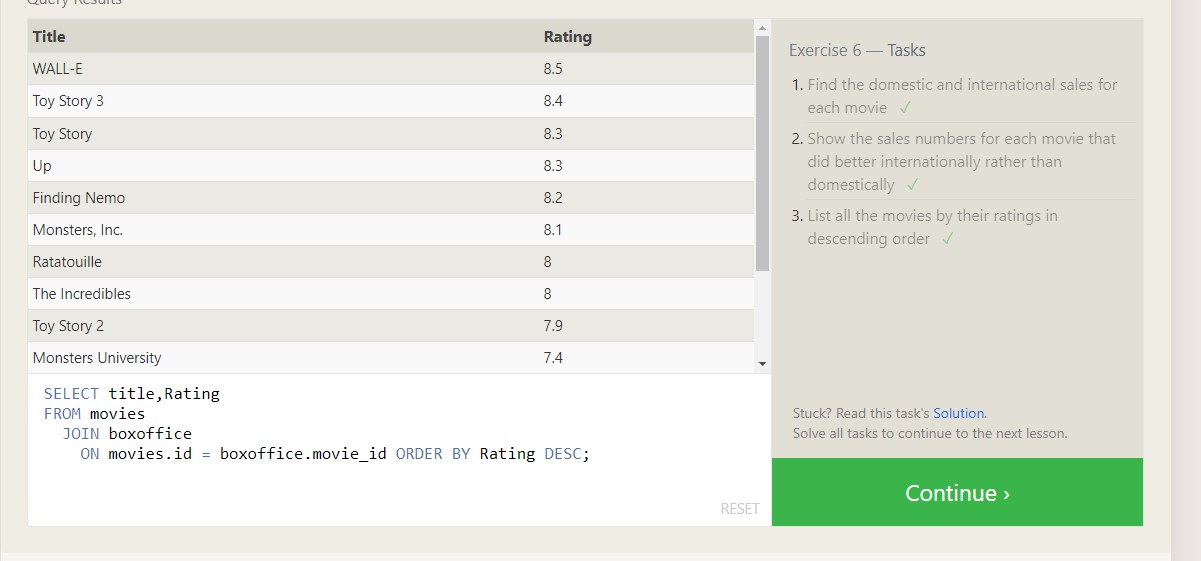 Query Results
Title Rating
WALL-E 8.5
Toy Story 3 8.4
Toy Story 8.3
Up 8.3
Finding Nemo 8.2
Monsters, Inc. 8.1
Ratatouille 8
The Incredibles 8
Toy Story 2 7.9
Monsters University 7.4
SELECT title,Rating
FROM movies
JOIN boxoffice
ON movies.id = boxoffice.movie_id ORDER BY Rating DESC;
RESET
Exercise 6 — Tasks
1. Find the domestic and international sales for
each movie ✓
2. Show the sales numbers for each movie that
did better internationally rather than
domestically ✓
3. List all the movies by their ratings in
descending order ✓
Stuck? Read this task's Solution.
Solve all tasks to continue to the next lesson.
Continue ›